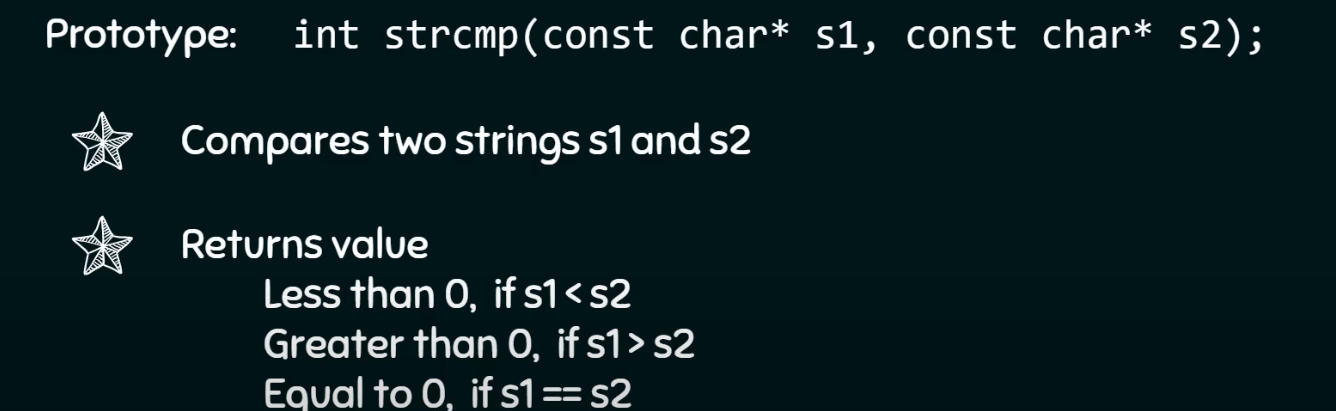 Prototype: int strcmp(const char* s1, const char* s2);
Compares two strings s1 and s2
Returns value
Less than 0, if s1 < s2
Greater than 0, if s1 > s2
Equal to 0, if s1 == s2